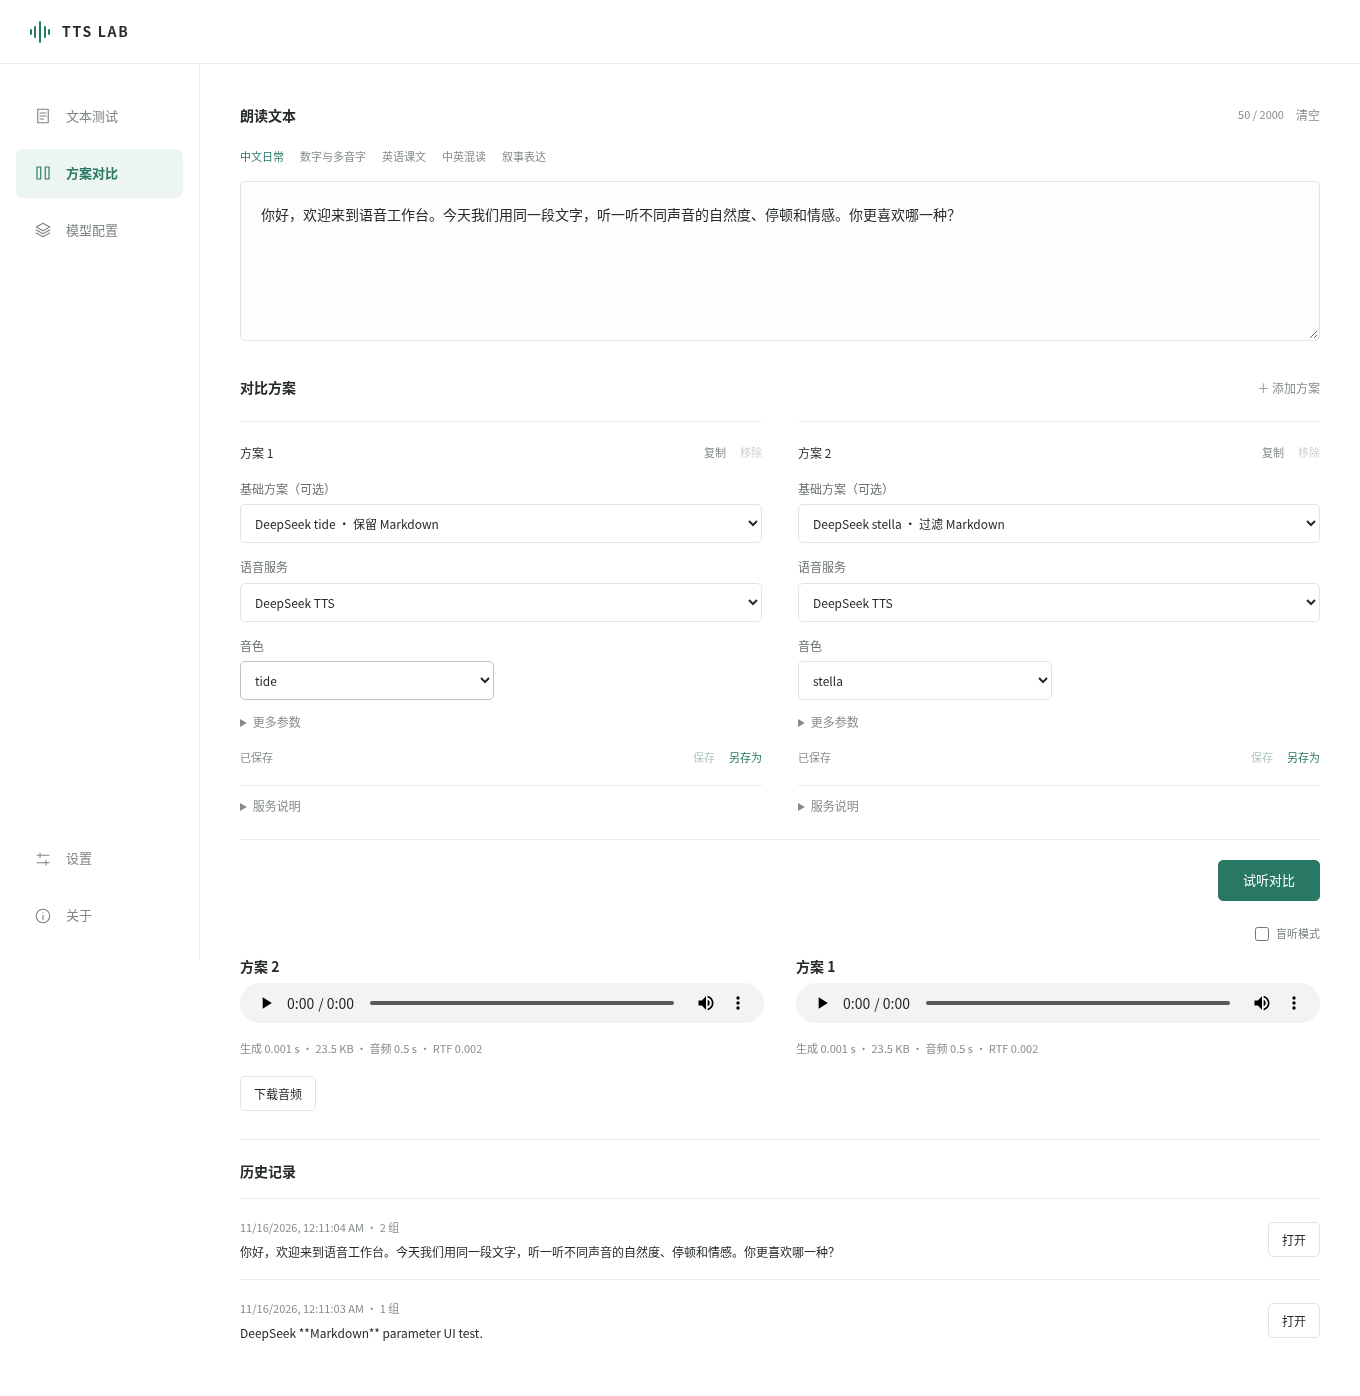 TTS LAB
文本测试
方案对比
模型配置
设置
关于
朗读文本
50 / 2000 清空
中文日常 数字与多音字 英语课文 中英混读 叙事表达
你好，欢迎来到语音工作台。今天我们用同一段文字，听一听不同声音的自然度、停顿和情感。你更喜欢哪一种？
对比方案
＋ 添加方案
方案 1
复制 移除
基础方案（可选）
DeepSeek tide · 保留 Markdown
语音服务
DeepSeek TTS
音色
tide
更多参数
已保存
保存 另存为
服务说明
方案 2
复制 移除
基础方案（可选）
DeepSeek stella · 过滤 Markdown
语音服务
DeepSeek TTS
音色
stella
更多参数
已保存
保存 另存为
服务说明
试听对比
盲听模式
方案 2
0:00 / 0:00
生成 0.001 s · 23.5 KB · 音频 0.5 s · RTF 0.002
下载音频
方案 1
0:00 / 0:00
生成 0.001 s · 23.5 KB · 音频 0.5 s · RTF 0.002
历史记录
11/16/2026, 12:11:04 AM · 2 组
你好，欢迎来到语音工作台。今天我们用同一段文字，听一听不同声音的自然度、停顿和情感。你更喜欢哪一种？
打开
11/16/2026, 12:11:03 AM · 1 组
DeepSeek **Markdown** parameter UI test.
打开